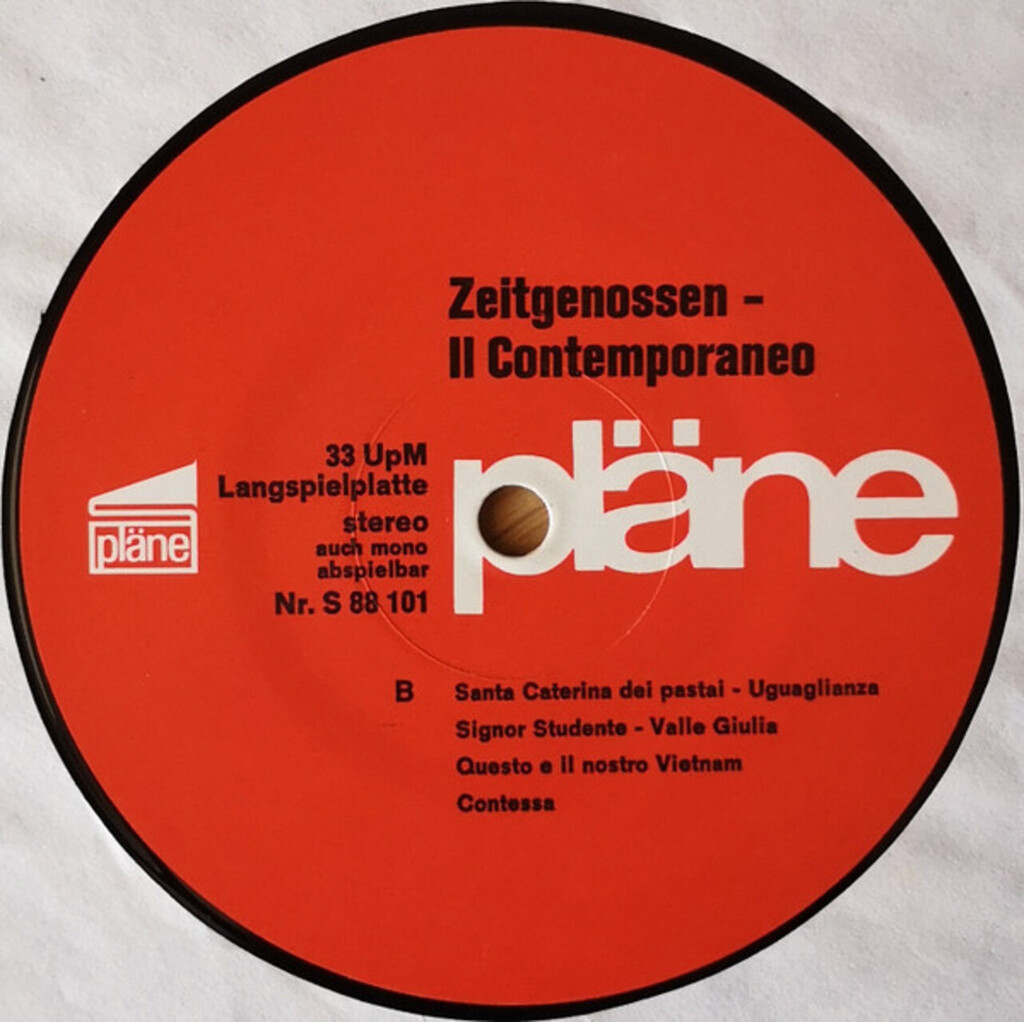 Zeitgenossen -
Il Contemporaneo
pläne
33 UpM
Langspielplatte
stereo
auch mono
abspielbar
Nr. S 88 101
pläne
B
Santa Caterina dei pastai - Uguaglianza
Signor Studente - Valle Giulia
Questo e il nostro Vietnam
Contessa